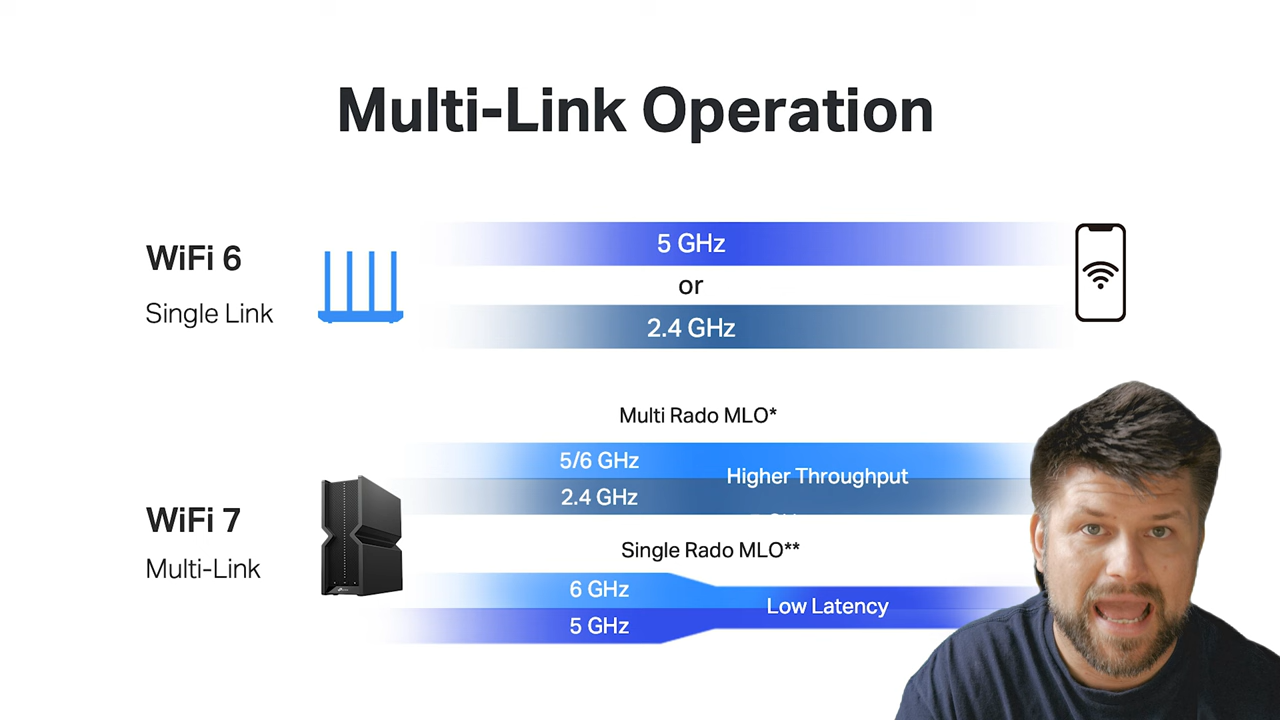 Multi-Link Operation
WiFi 6
Single Link
5 GHz
or
2.4 GHz
Multi Rado MLO*
5/6 GHz
Higher Throughput
2.4 GHz
WiFi 7
Multi-Link
Single Rado MLO**
6 GHz
Low Latency
5 GHz